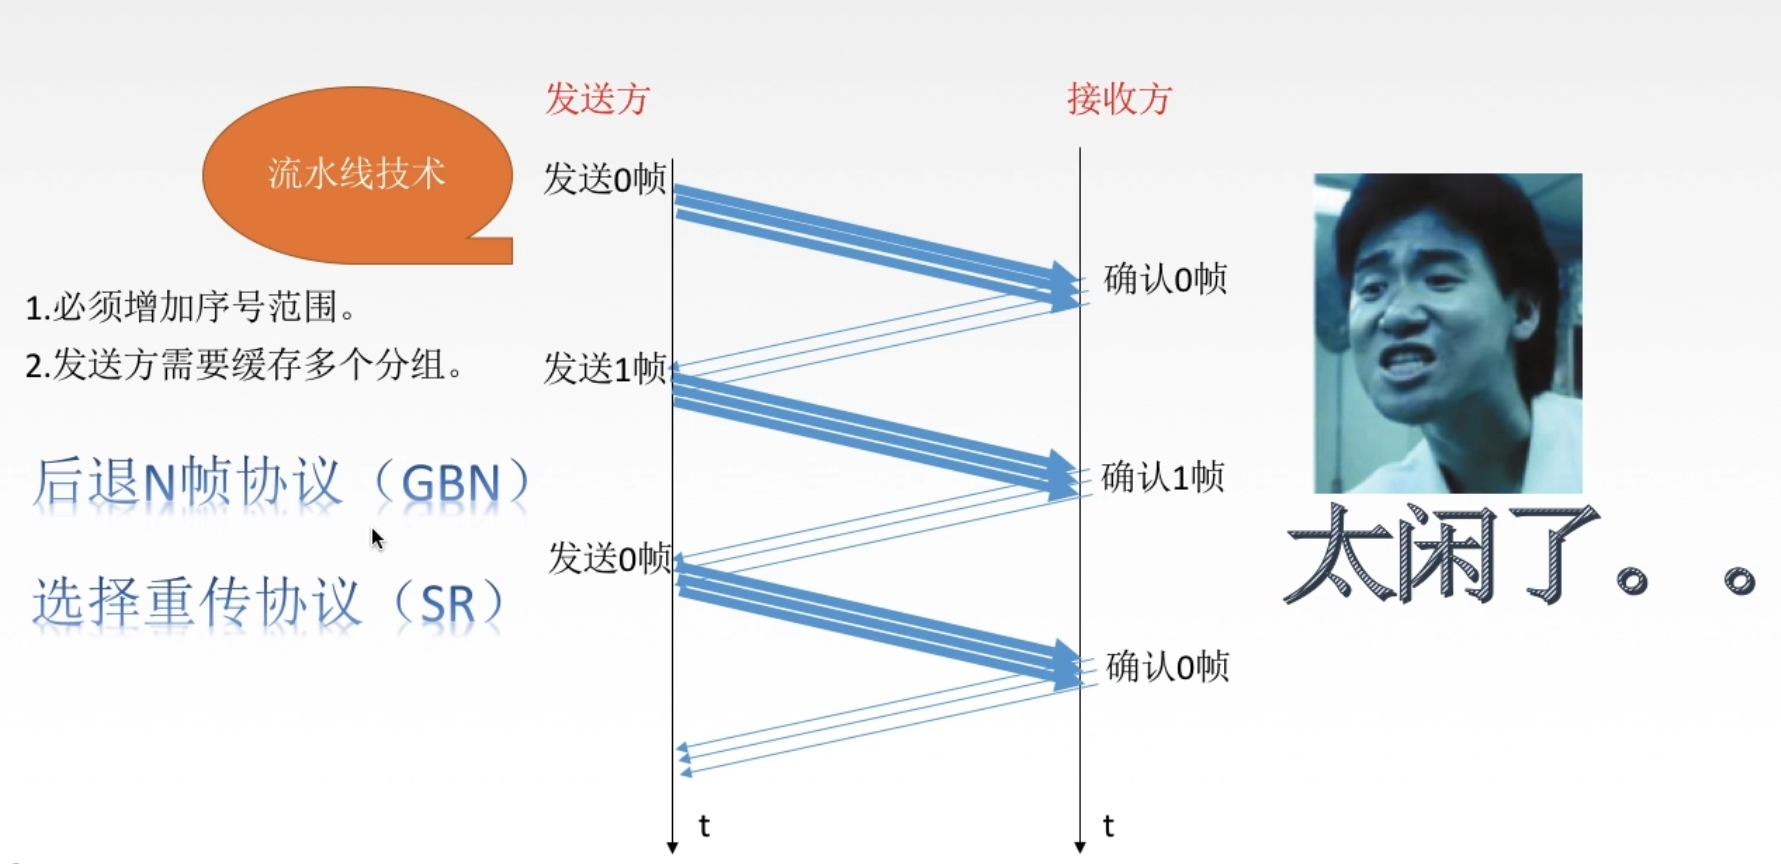 发送方
接收方
流水线技术
发送0帧
确认0帧
1.必须增加序号范围。
2.发送方需要缓存多个分组。
发送1帧
后退N帧协议（GBN）
确认1帧
太闲了。。
发送0帧
选择重传协议（SR）
确认0帧
t
t